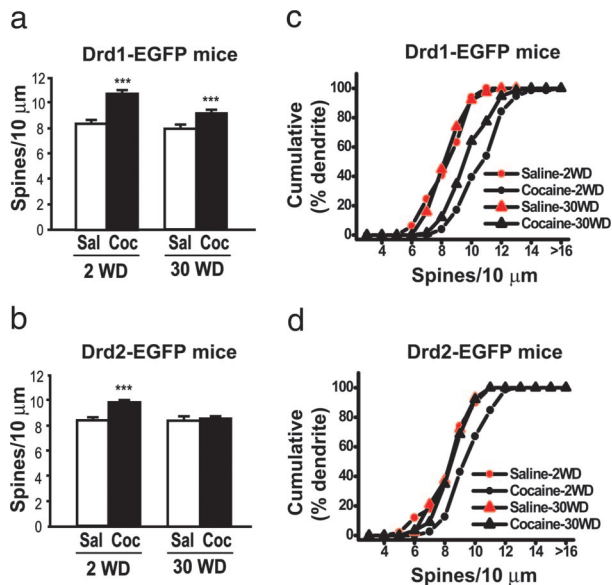 a
Drd1-EGFP mice
Spines/10 μm
12
10
8
6
4
2
0
***
***
Sal Coc Sal Coc
2 WD 30 WD
b
Drd2-EGFP mice
Spines/10 μm
12
10
8
6
4
2
0
***
Sal Coc Sal Coc
2 WD 30 WD
c
Drd1-EGFP mice
Cumulative
(% dendrite)
100
80
60
40
20
0
Saline-2WD
Cocaine-2WD
Saline-30WD
Cocaine-30WD
4 6 8 10 12 14 >16
Spines/10 μm
d
Drd2-EGFP mice
Cumulative
(% dendrite)
100
80
60
40
20
0
Saline-2WD
Cocaine-2WD
Saline-30WD
Cocaine-30WD
4 6 8 10 12 14 >16
Spines/10 μm